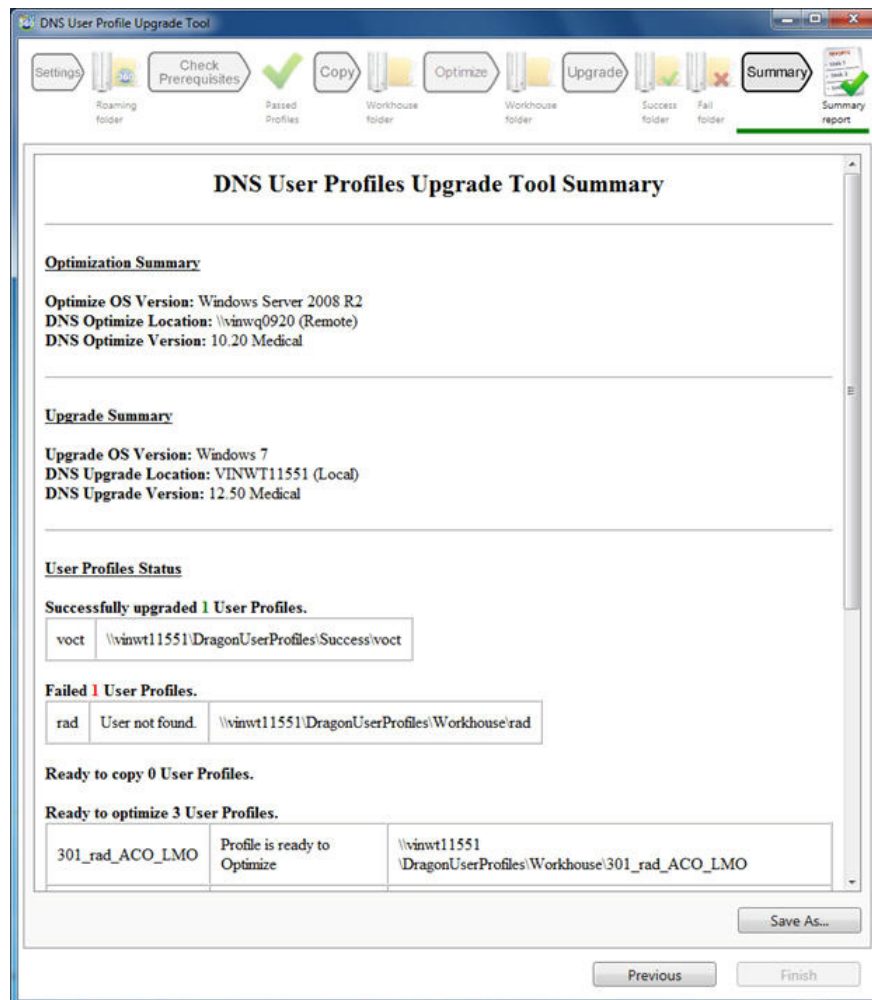 DNS User Profile Upgrade Tool
Settings
360
Check
Prerequisites
Copy
Optimize
Upgrade
Summary
Roaming
folder
Passed
Profiles
Workhouse
folder
Workhouse
folder
Success
folder
Fail
folder
Summary
report
DNS User Profiles Upgrade Tool Summary
Optimization Summary
Optimize OS Version: Windows Server 2008 R2
DNS Optimize Location: \\vinwq0920 (Remote)
DNS Optimize Version: 10.20 Medical
Upgrade Summary
Upgrade OS Version: Windows 7
DNS Upgrade Location: VINWT11551 (Local)
DNS Upgrade Version: 12.50 Medical
User Profiles Status
Successfully upgraded 1 User Profiles.
voct \\vinwt11551\DragonUserProfiles\Success\voct
Failed 1 User Profiles.
rad User not found. \\vinwt11551\DragonUserProfiles\Workhouse\rad
Ready to copy 0 User Profiles.
Ready to optimize 3 User Profiles.
301_rad_ACO_LMO
Profile is ready to
Optimize
\\vinwt11551
\DragonUserProfiles\Workhouse\301_rad_ACO_LMO
Save As...
Previous
Finish